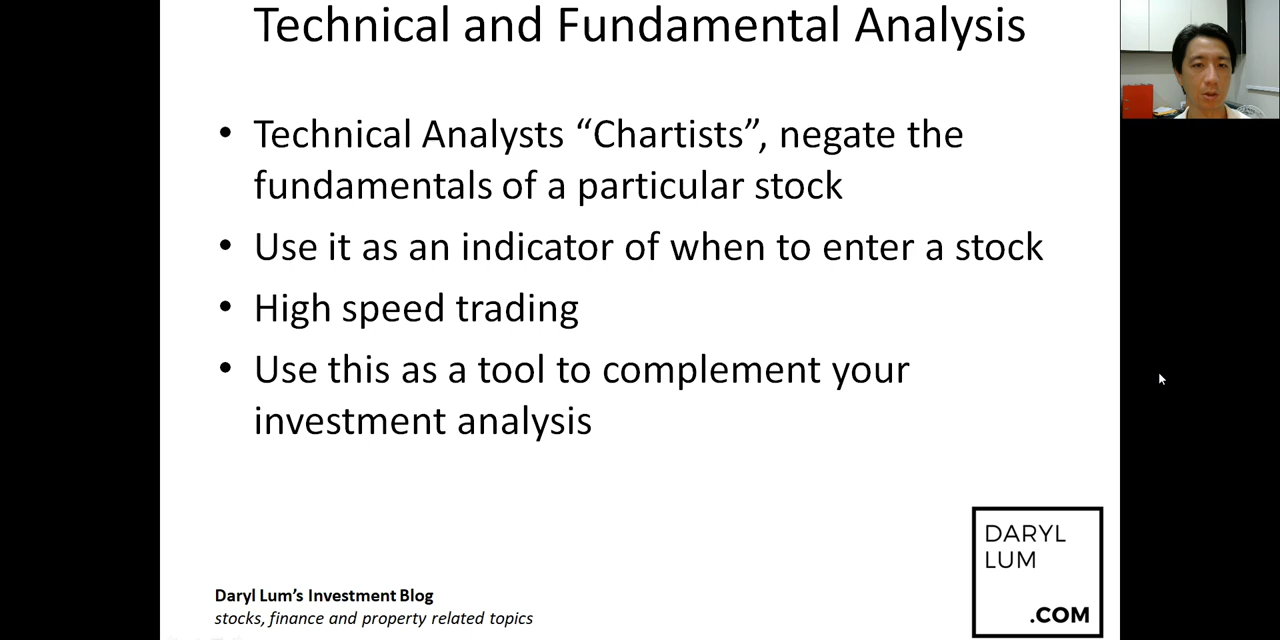 Technical and Fundamental Analysis
• Technical Analysts “Chartists”, negate the
fundamentals of a particular stock
• Use it as an indicator of when to enter a stock
• High speed trading
• Use this as a tool to complement your
investment analysis
Daryl Lum’s Investment Blog
stocks, finance and property related topics
DARYL
LUM
.COM